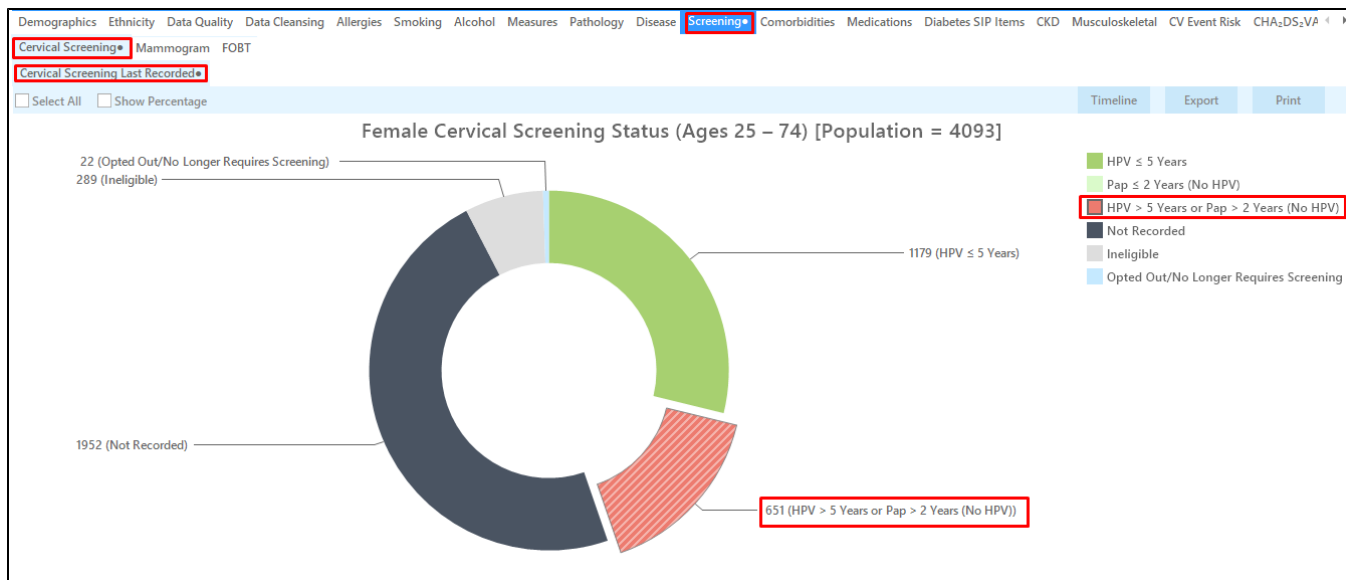 Demographics Ethnicity Data Quality Data Cleansing Allergies Smoking Alcohol Measures Pathology Disease Screening• Comorbidities Medications Diabetes SIP Items CKD Musculoskeletal CV Event Risk CHA₂DS₂VA
Cervical Screening• Mammogram FOBT
Cervical Screening Last Recorded•
Select All Show Percentage Timeline Export Print
Female Cervical Screening Status (Ages 25 – 74) [Population = 4093]
22 (Opted Out/No Longer Requires Screening)
289 (Ineligible)
1179 (HPV ≤ 5 Years)
1952 (Not Recorded)
651 (HPV > 5 Years or Pap > 2 Years (No HPV))
HPV ≤ 5 Years
Pap ≤ 2 Years (No HPV)
HPV > 5 Years or Pap > 2 Years (No HPV)
Not Recorded
Ineligible
Opted Out/No Longer Requires Screening